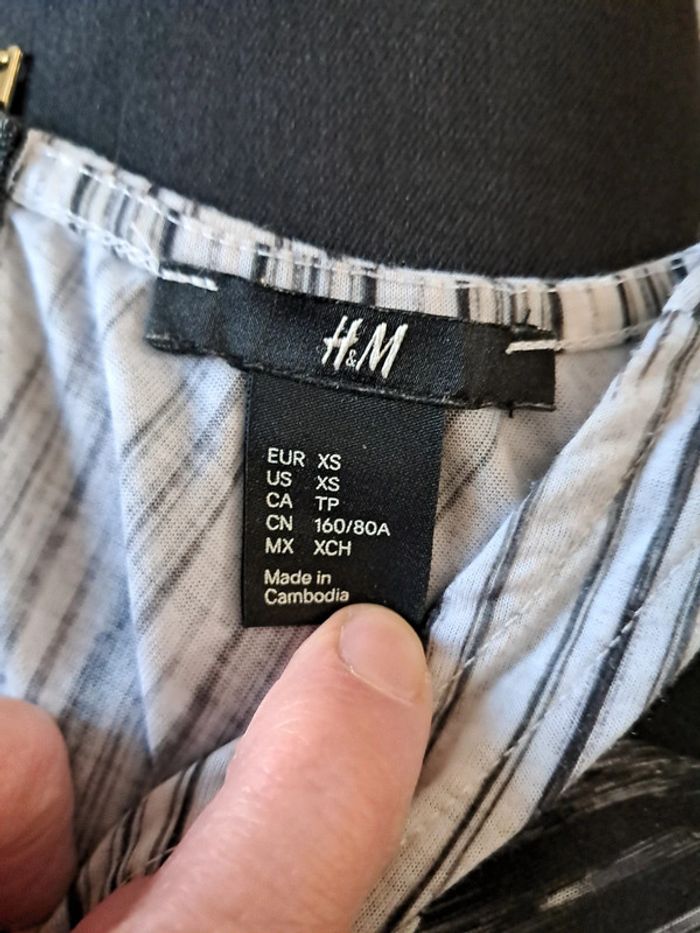 H&M
EUR XS
US XS
CA TP
CN 160/80A
MX XCH
Made in
Cambodia